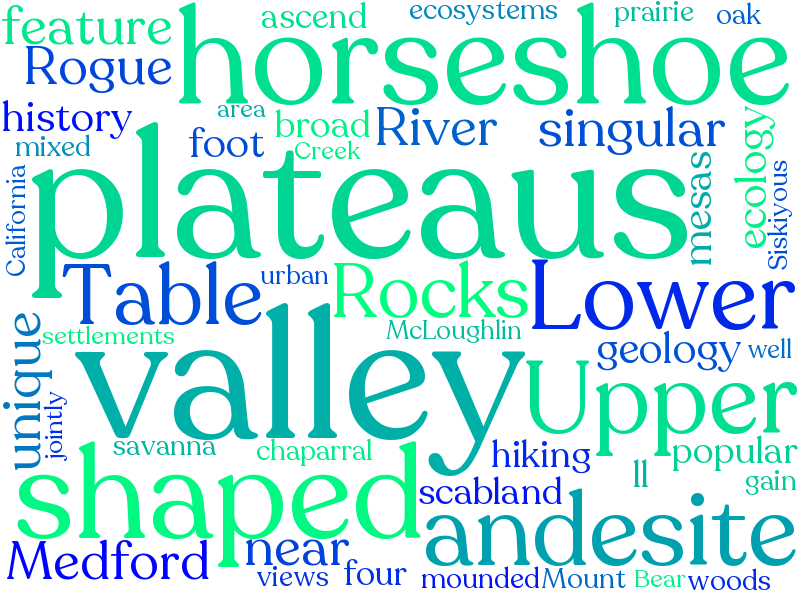 feature
ascend
ecosystems
prairie
oak
Rogue
horseshoe
history
area
broad
River
singular
mixed
foot
Creek
ecology
California
plateaus
mesas
Siskiyous
Table
urban
Rocks
Lower
settlements
McLoughlin
geology
well
unique
jointly
valley
Upper
savanna
chaparral
hiking
popular
ll
gain
shaped
scabland
andesite
Medford
near
views
four
mounded
Mount
Bear
woods